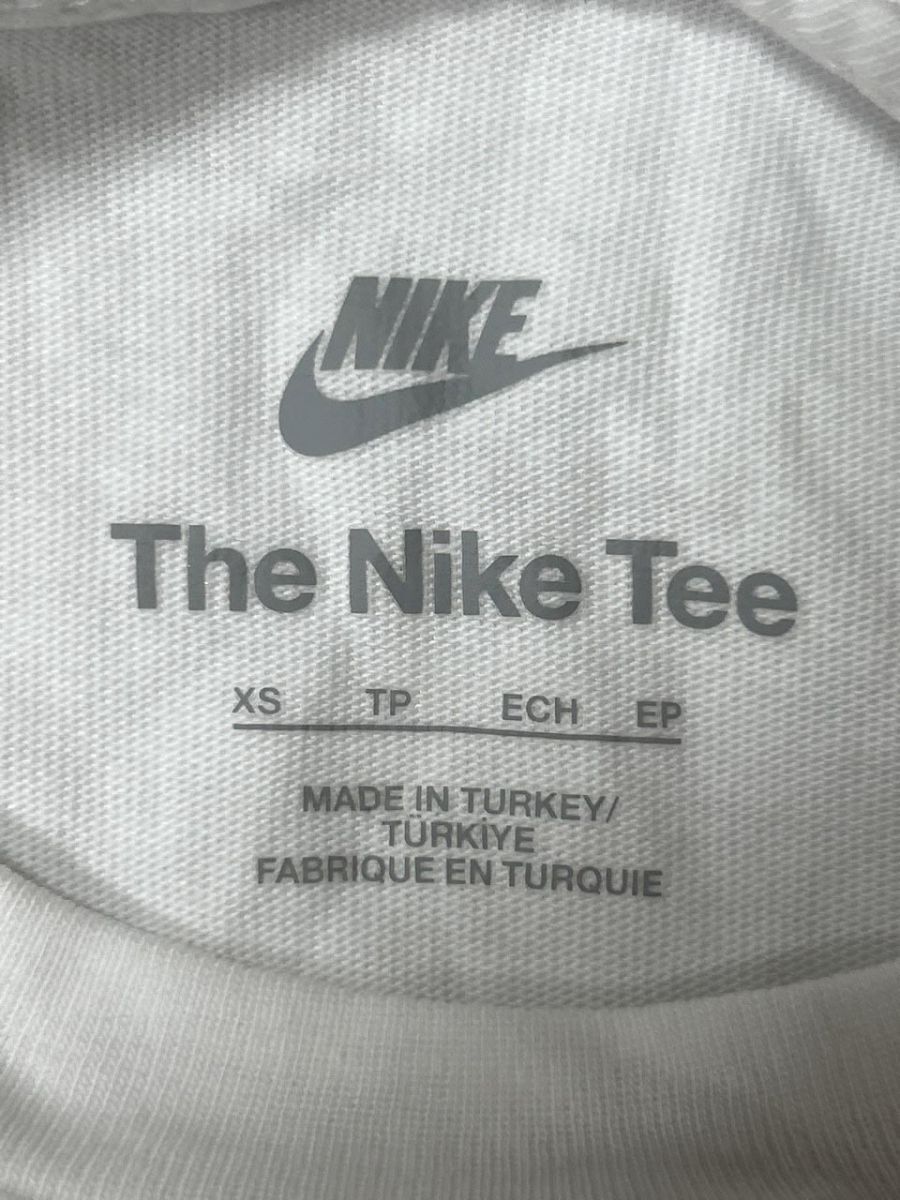 NIKE
The Nike Tee
XS TP ECH EP
MADE IN TURKEY/
TÜRKİYE
FABRIQUE EN TURQUIE